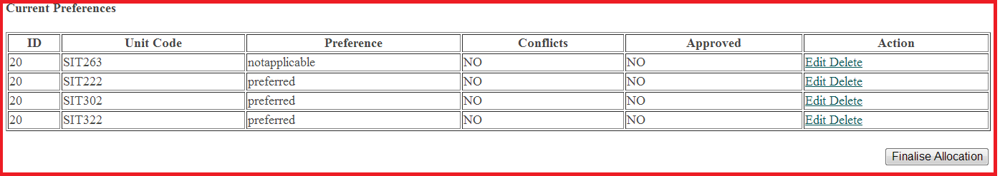 Current Preferences
ID Unit Code Preference Conflicts Approved Action
20 SIT263 notapplicable NO NO Edit Delete
20 SIT222 preferred NO NO Edit Delete
20 SIT302 preferred NO NO Edit Delete
20 SIT322 preferred NO NO Edit Delete
Finalise Allocation